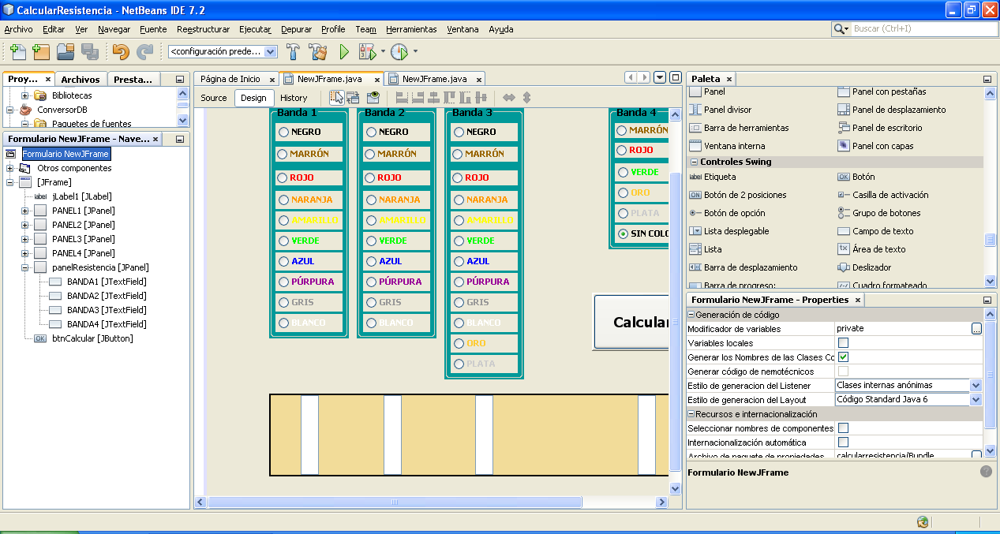 CalcularResistencia - NetBeans IDE 7.2
Archivo Editar Ver Navegar Fuente Reestructurar Ejecutar Depurar Profile Team Herramientas Ventana Ayuda
Buscar (Ctrl+I)
<configuración prede...
Proy... x Archivos Presta...
Bibliotecas
ConversorDB
Paquetes de fuentes
Formulario NewJFrame - Nave... x
Formulario NewJFrame
Otros componentes
[JFrame]
label jLabel1 [JLabel]
PANEL1 [JPanel]
PANEL2 [JPanel]
PANEL3 [JPanel]
PANEL4 [JPanel]
panelResistencia [JPanel]
BANDA1 [JTextField]
BANDA2 [JTextField]
BANDA3 [JTextField]
BANDA4 [JTextField]
OK btnCalcular [JButton]
Página de Inicio x NewJFrame.java x NewJFrame.java x
Source Design History
Banda 1
NEGRO
MARRÓN
ROJO
NARANJA
AMARILLO
VERDE
AZUL
PÚRPURA
GRIS
BLANCO
Banda 2
NEGRO
MARRÓN
ROJO
NARANJA
AMARILLO
VERDE
AZUL
PÚRPURA
GRIS
BLANCO
Banda 3
NEGRO
MARRÓN
ROJO
NARANJA
AMARILLO
VERDE
AZUL
PÚRPURA
GRIS
BLANCO
ORO
PLATA
Banda 4
MARRÓN
ROJO
VERDE
ORO
PLATA
SIN COLO
Calcular
Paleta x
Panel Panel con pestañas
Panel divisor Panel de desplazamiento
Barra de herramientas Panel de escritorio
Ventana interna Panel con capas
Controles Swing
label Etiqueta OK Botón
ON Botón de 2 posiciones Casilla de activación
Botón de opción Grupo de botones
Lista desplegable Campo de texto
Lista tx Área de texto
Barra de desplazamiento Deslizador
Barra de progreso: Cuadro formateado
Formulario NewJFrame - Properties x
Generación de código
Modificador de variables private ...
Variables locales
Generar los Nombres de las Clases Co
Generar código de nemotécnicos
Estilo de generacion del Listener Clases internas anónimas
Estilo de generacion del Layout Código Standard Java 6
Recursos e internacionalización
Seleccionar nombres de componentes
Internacionalización automática
Archivo de paquete de propiedades calcularresistencia/Bundle
Formulario NewJFrame